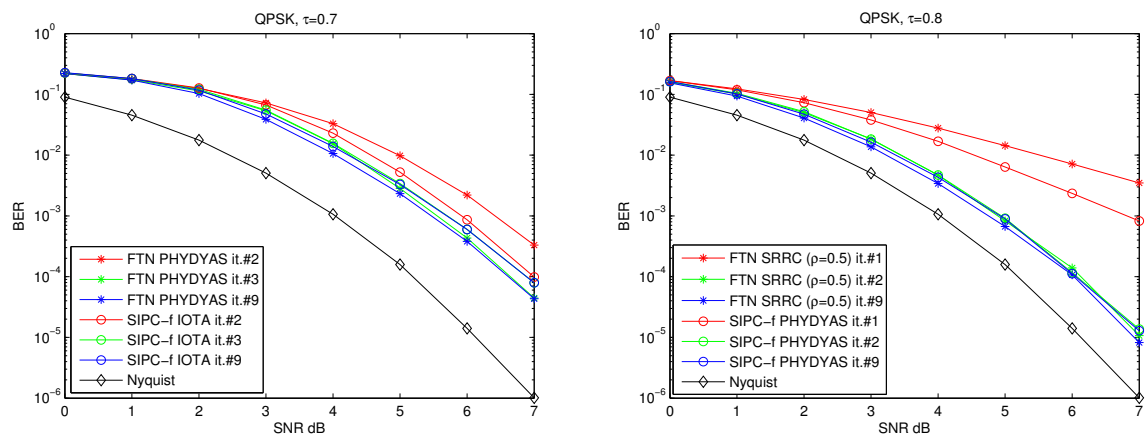 QPSK, τ=0.7
10^0
10^-1
10^-2
10^-3
10^-4
10^-5
10^-6
BER
FTN PHYDYAS it.#2
FTN PHYDYAS it.#3
FTN PHYDYAS it.#9
SIPC-f IOTA it.#2
SIPC-f IOTA it.#3
SIPC-f IOTA it.#9
Nyquist
0 1 2 3 4 5 6 7
SNR dB
QPSK, τ=0.8
10^0
10^-1
10^-2
10^-3
10^-4
10^-5
10^-6
BER
FTN SRRC (ρ=0.5) it.#1
FTN SRRC (ρ=0.5) it.#2
FTN SRRC (ρ=0.5) it.#9
SIPC-f PHYDYAS it.#1
SIPC-f PHYDYAS it.#2
SIPC-f PHYDYAS it.#9
Nyquist
0 1 2 3 4 5 6 7
SNR dB